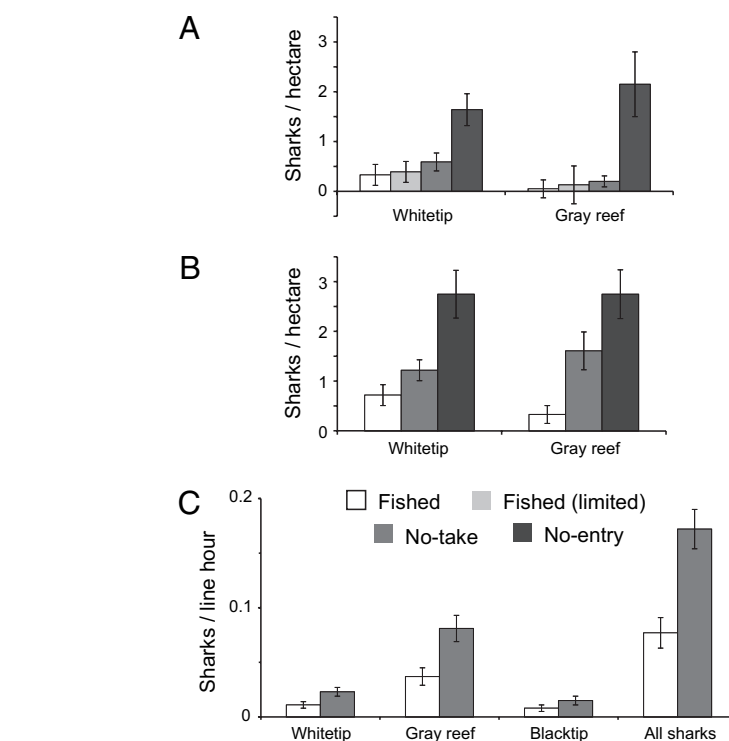 A
Sharks / hectare
3
2
1
0
Whitetip Gray reef
B
Sharks / hectare
3
2
1
0
Whitetip Gray reef
C
Sharks / line hour
0.2
0.1
0
Fished Fished (limited)
No-take No-entry
Whitetip Gray reef Blacktip All sharks